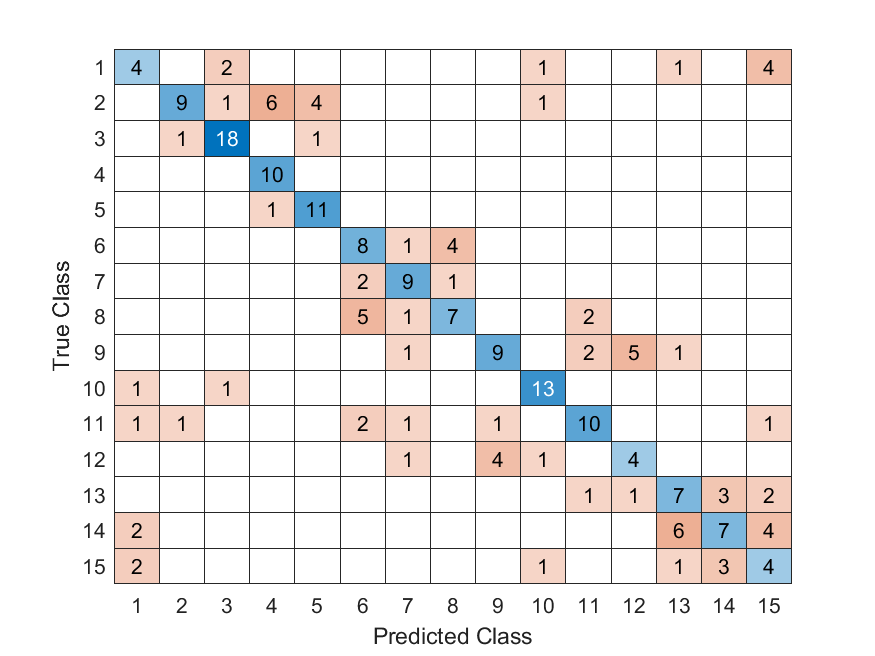 1 4 2 1 1 4
2 9 1 6 4 1
3 1 18 1
4 10
5 1 11
6 8 1 4
7 2 9 1
8 5 1 7 2
9 1 9 2 5 1
10 1 1 13
11 1 1 2 1 1 10 1
12 1 4 1 4
13 1 1 7 3 2
14 2 6 7 4
15 2 1 1 3 4
True Class
1 2 3 4 5 6 7 8 9 10 11 12 13 14 15
Predicted Class